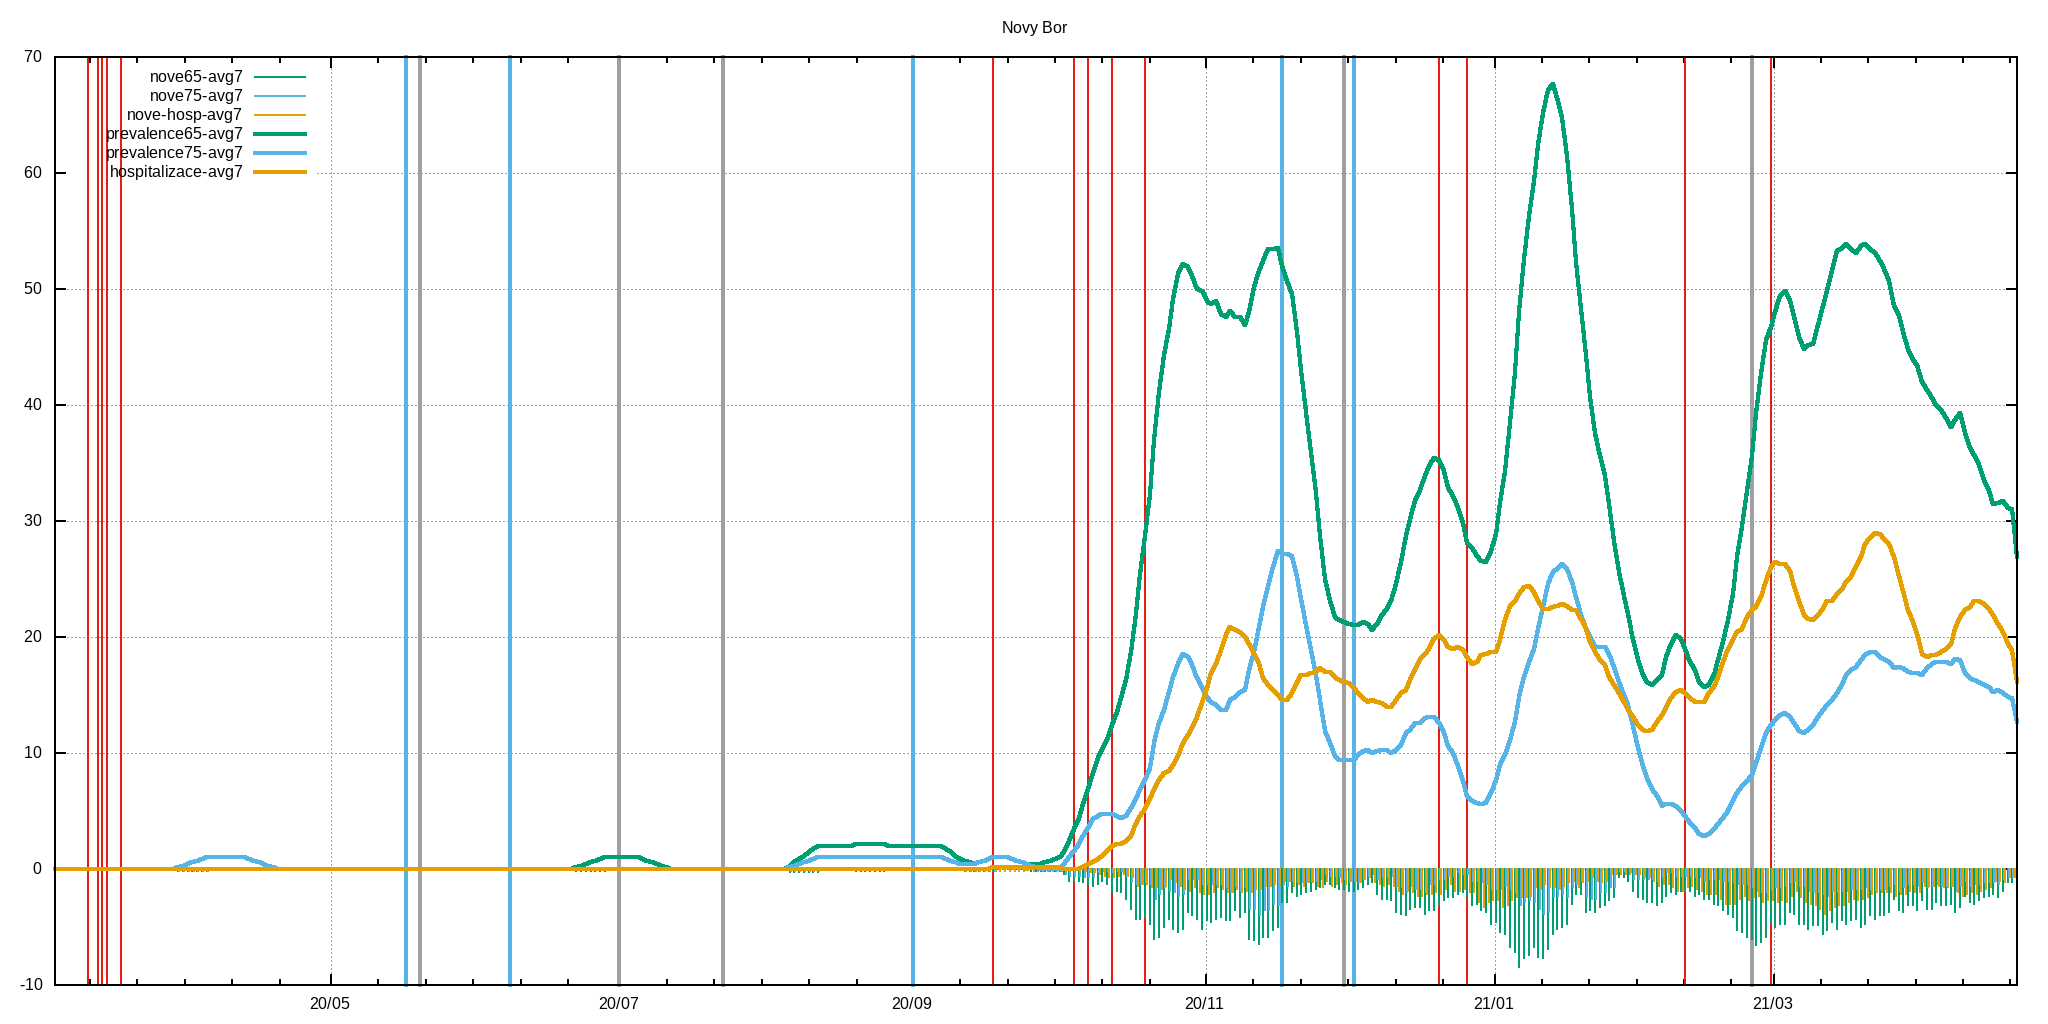 Novy Bor
70
nove65-avg7
nove75-avg7
nove-hosp-avg7
prevalence65-avg7
prevalence75-avg7
hospitalizace-avg7
60
50
40
30
20
10
0
-10
20/05 20/07 20/09 20/11 21/01 21/03